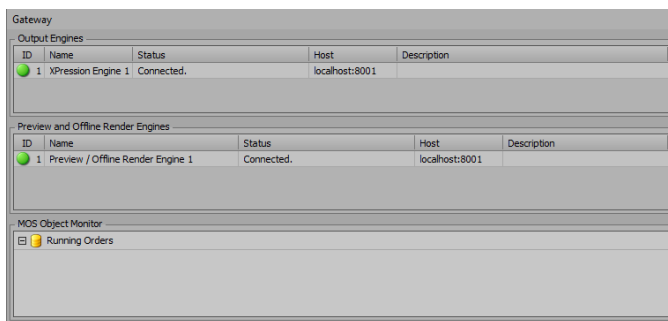 Gateway
Output Engines
ID Name Status Host Description
1 XPression Engine 1 Connected. localhost:8001
Preview and Offline Render Engines
ID Name Status Host Description
1 Preview / Offline Render Engine 1 Connected. localhost:8001
MOS Object Monitor
Running Orders